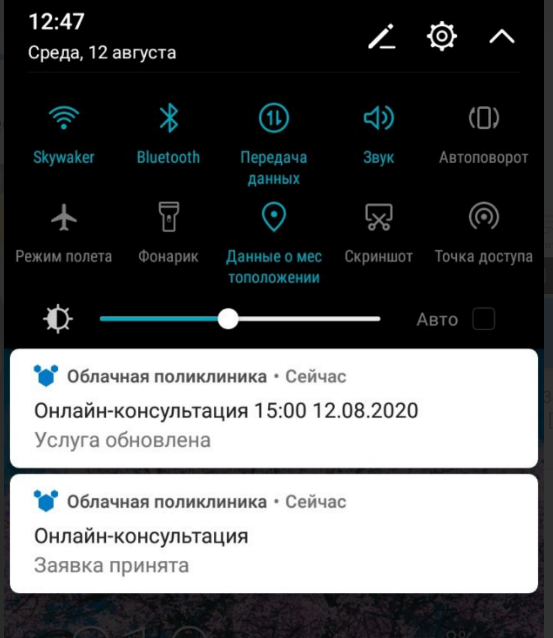 12:47
Среда, 12 августа
Skywaker
Bluetooth
Передача
данных
Звук
Автоповорот
Режим полета
Фонарик
Данные о мес
тоположении
Скриншот
Точка доступа
Авто
Облачная поликлиника • Сейчас
Онлайн-консультация 15:00 12.08.2020
Услуга обновлена
Облачная поликлиника • Сейчас
Онлайн-консультация
Заявка принята